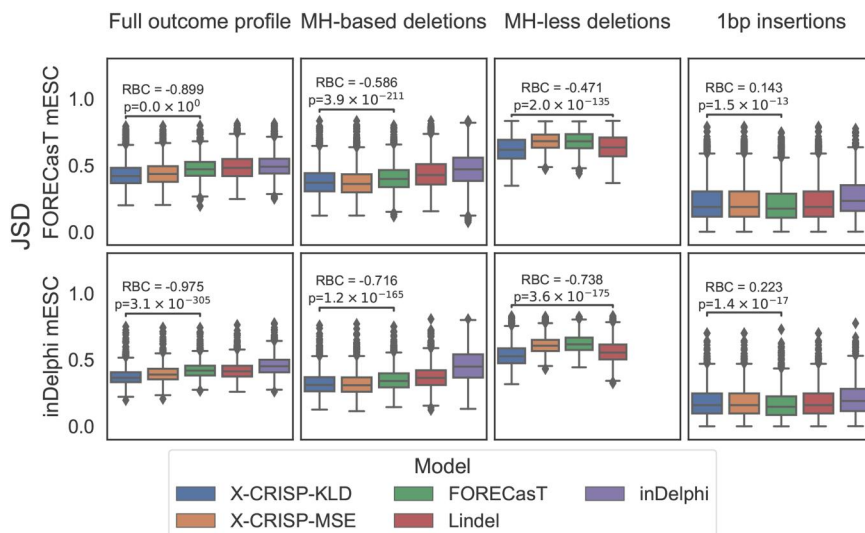 Full outcome profile MH-based deletions MH-less deletions 1bp insertions
JSD
FORECasT mESC
1.0
0.5
0.0
RBC = -0.899
p=0.0 × 10⁰
RBC = -0.586
p=3.9 × 10⁻²¹¹
RBC = -0.471
p=2.0 × 10⁻¹³⁵
RBC = 0.143
p=1.5 × 10⁻¹³
inDelphi mESC
1.0
0.5
0.0
RBC = -0.975
p=3.1 × 10⁻³⁰⁵
RBC = -0.716
p=1.2 × 10⁻¹⁶⁵
RBC = -0.738
p=3.6 × 10⁻¹⁷⁵
RBC = 0.223
p=1.4 × 10⁻¹⁷
Model
X-CRISP-KLD FORECasT inDelphi
X-CRISP-MSE Lindel